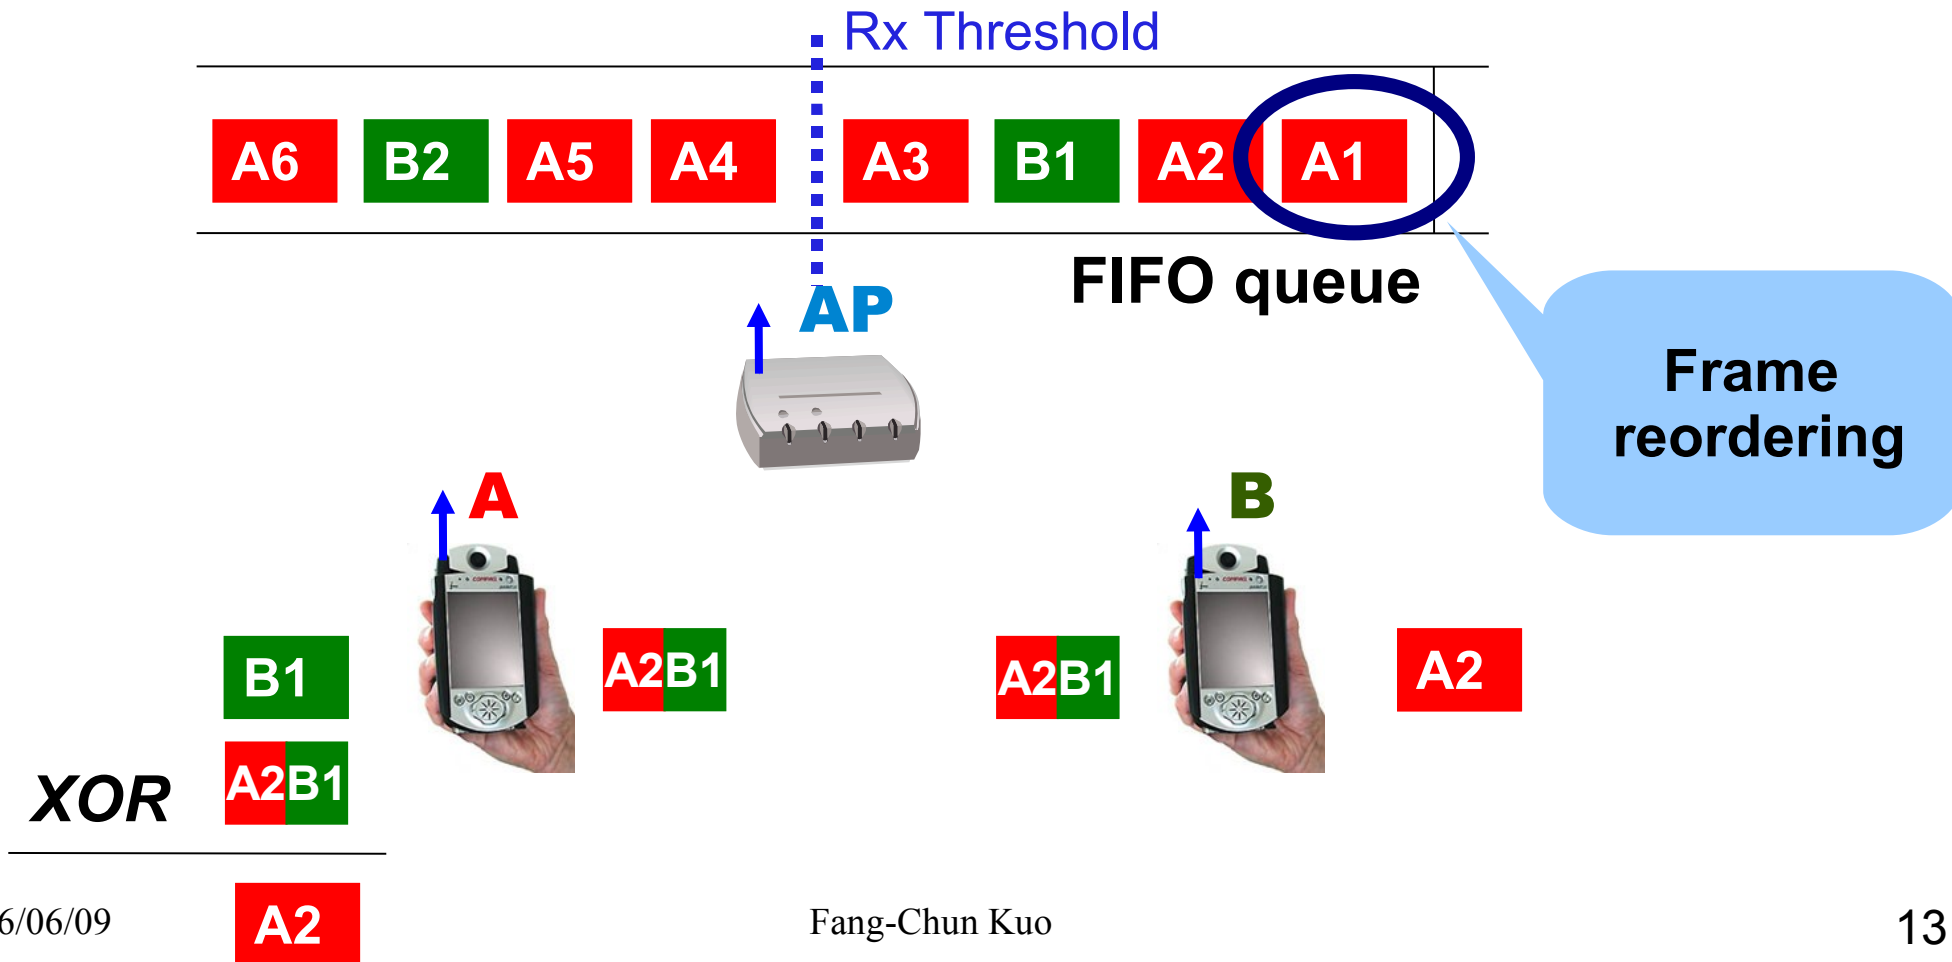 Rx Threshold
A6 B2 A5 A4 A3 B1 A2 A1
FIFO queue
AP
Frame
reordering
A
B
B1
A2B1
A2B1
A2
XOR
A2B1
A2
6/06/09
Fang-Chun Kuo
13